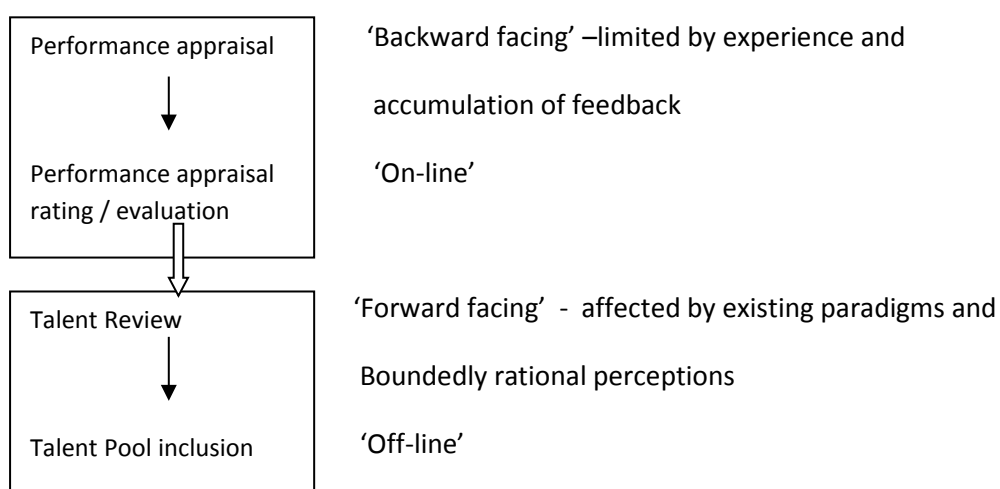 Performance appraisal
‘Backward facing’ –limited by experience and
accumulation of feedback
Performance appraisal
rating / evaluation
‘On-line’
Talent Review
‘Forward facing’ - affected by existing paradigms and
Boundedly rational perceptions
Talent Pool inclusion
‘Off-line’